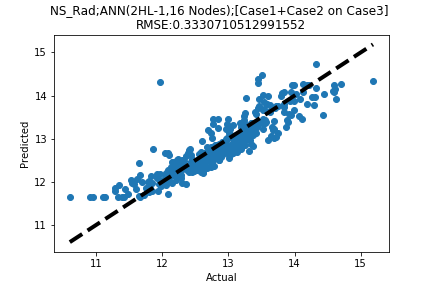 NS_Rad;ANN(2HL-1,16 Nodes);[Case1+Case2 on Case3]
RMSE:0.3330710512991552
15
14
13
12
11
Predicted
11 12 13 14 15
Actual